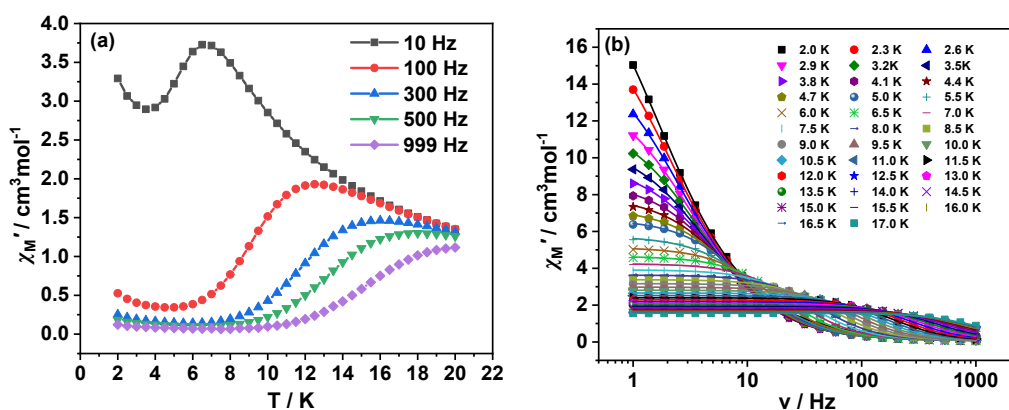 (a)
10 Hz
100 Hz
300 Hz
500 Hz
999 Hz
χM′ / cm³mol⁻¹
4.0
3.5
3.0
2.5
2.0
1.5
1.0
0.5
0.0
0 2 4 6 8 10 12 14 16 18 20 22
T / K
(b)
2.0 K 2.3 K 2.6 K
2.9 K 3.2K 3.5K
3.8 K 4.1 K 4.4 K
4.7 K 5.0 K 5.5 K
6.0 K 6.5 K 7.0 K
7.5 K 8.0 K 8.5 K
9.0 K 9.5 K 10.0 K
10.5 K 11.0 K 11.5 K
12.0 K 12.5 K 13.0 K
13.5 K 14.0 K 14.5 K
15.0 K 15.5 K 16.0 K
16.5 K 17.0 K
χM′ / cm³mol⁻¹
16
14
12
10
8
6
4
2
0
1 10 100 1000
ν / Hz